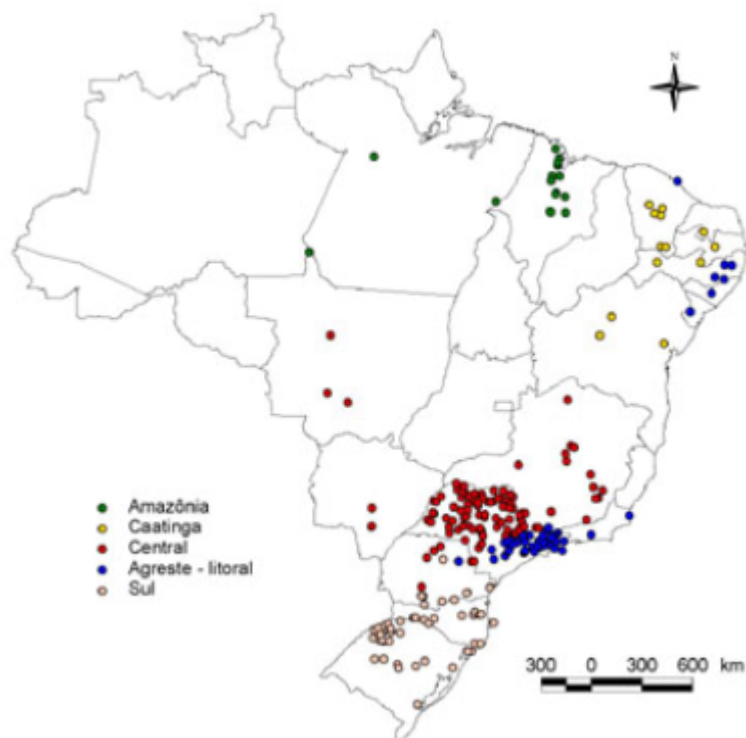 N
Amazônia
Caatinga
Central
Agreste - litoral
Sul
300 0 300 600 km